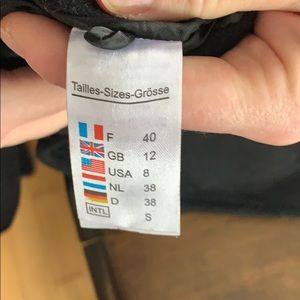 Tailles-Sizes-Grösse
F 40
GB 12
USA 8
NL 38
D 38
INTL S